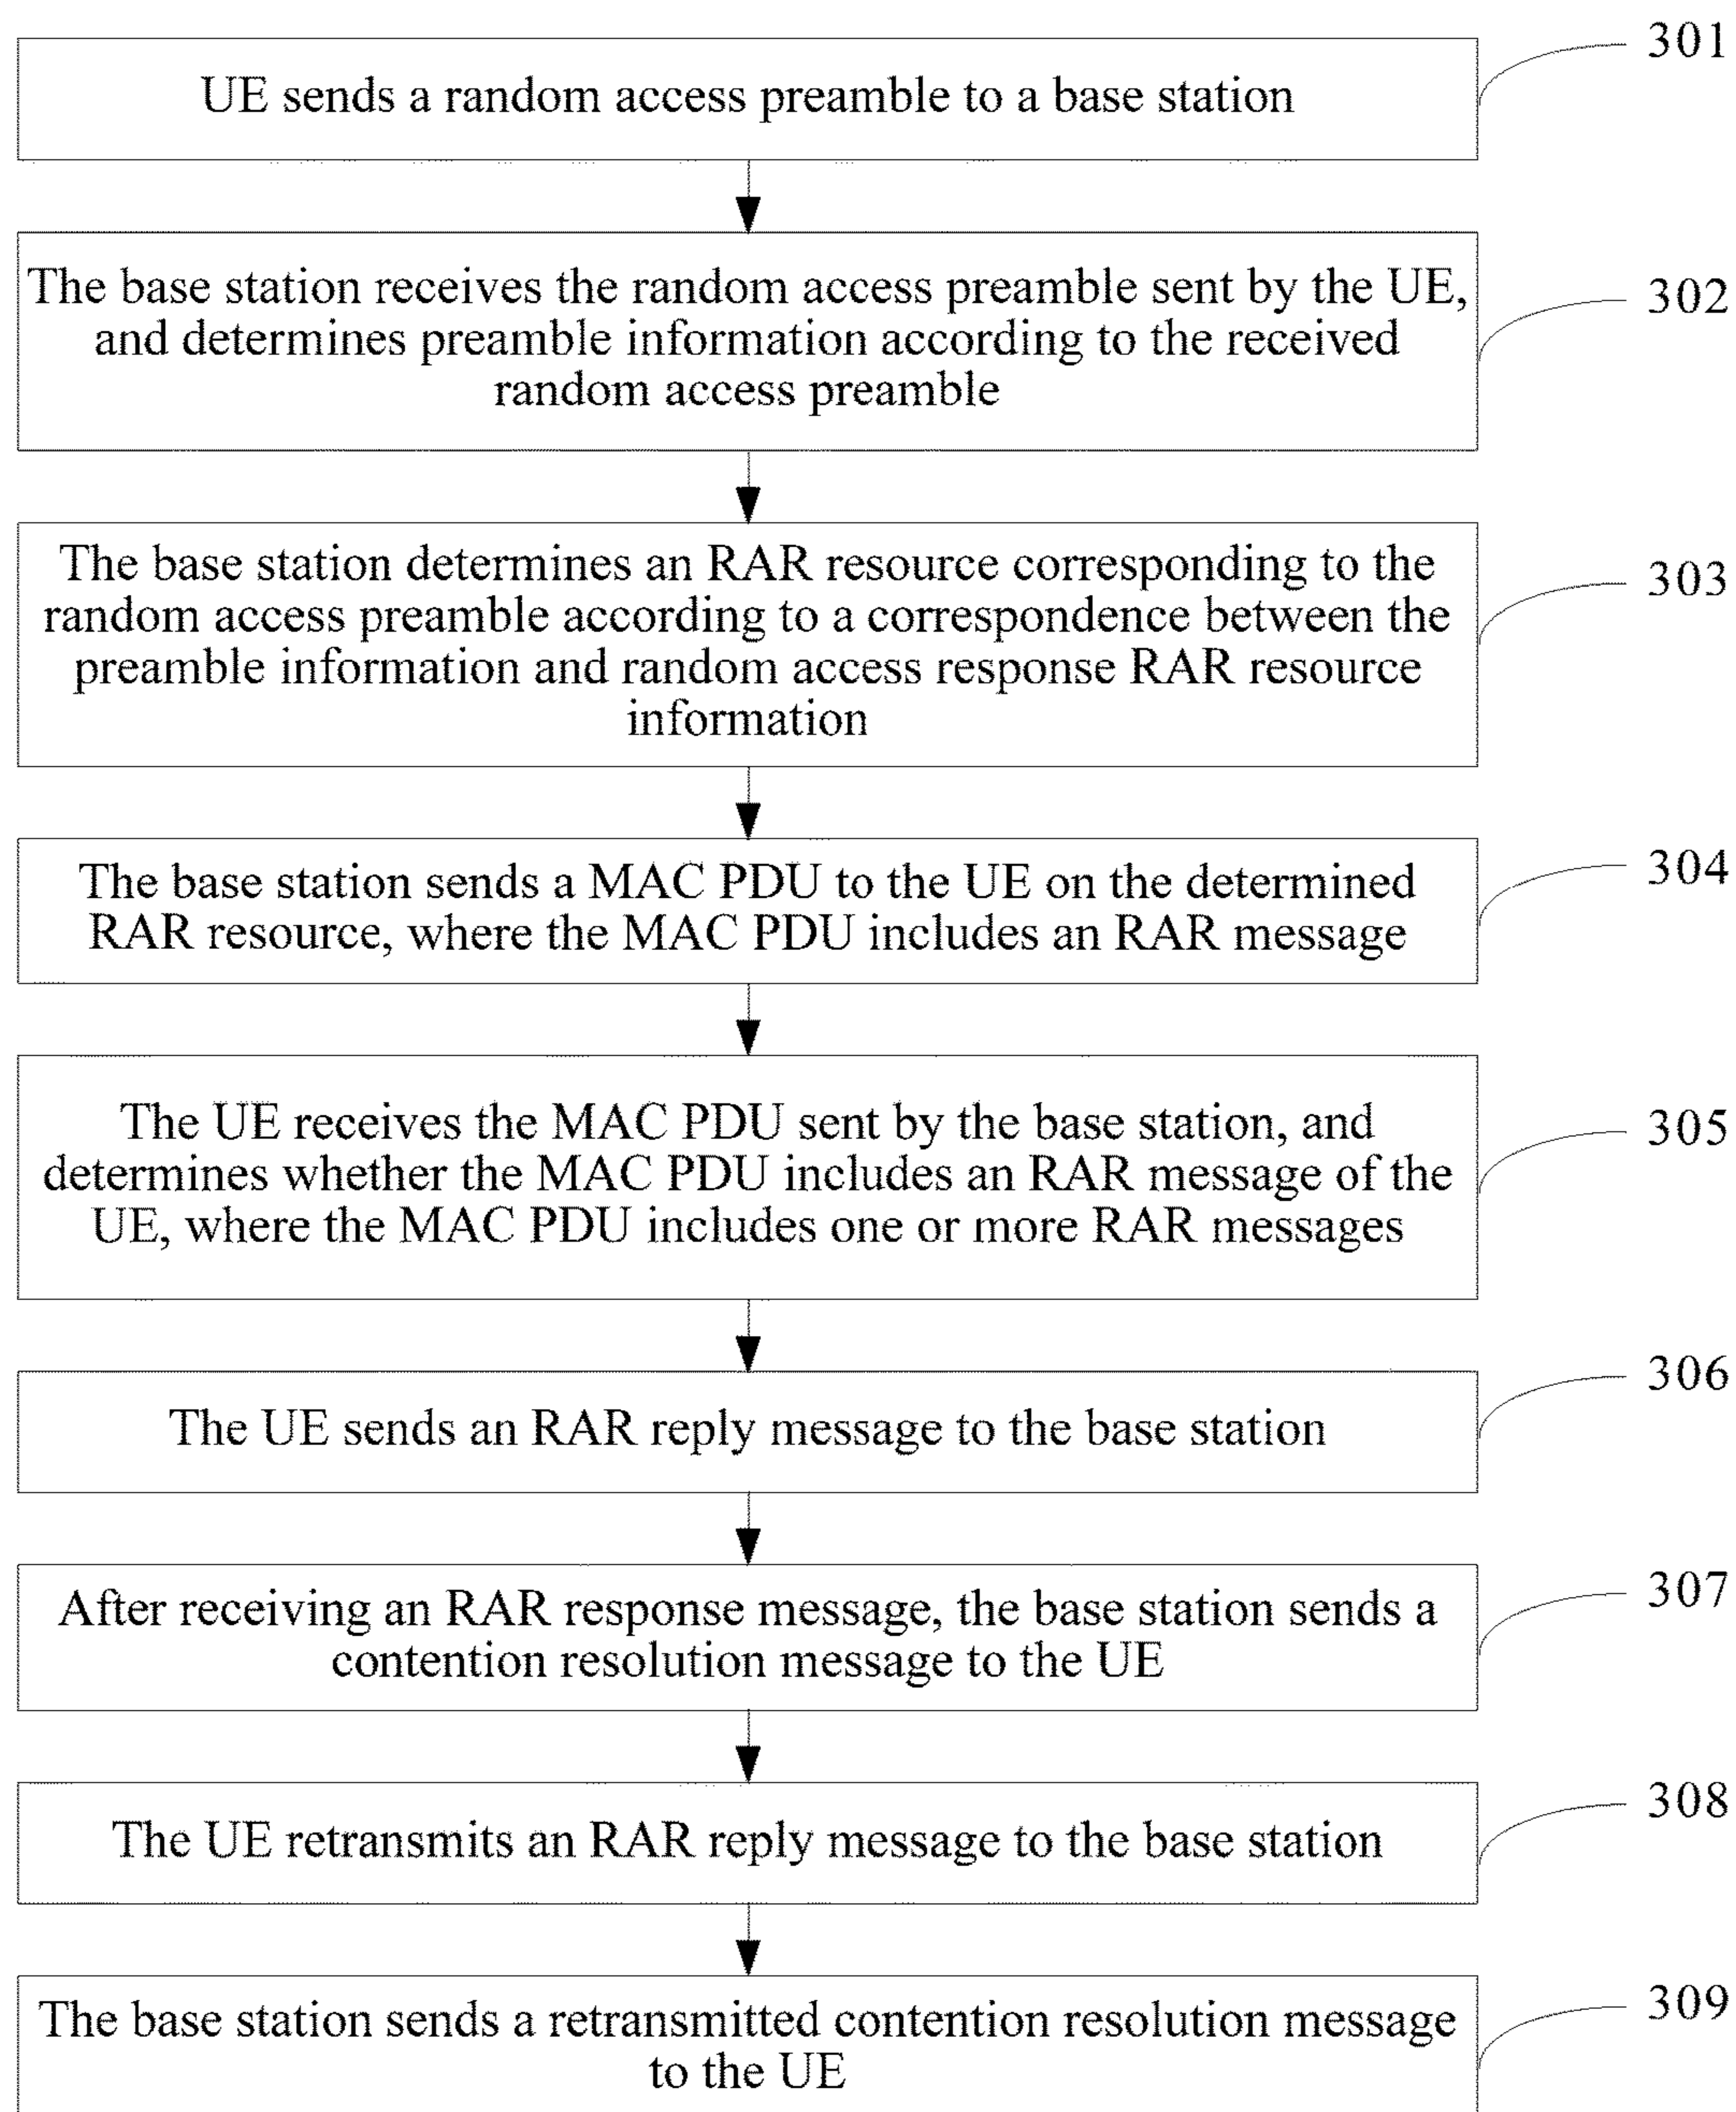 301
UE sends a random access preamble to a base station
302
The base station receives the random access preamble sent by the UE,
and determines preamble information according to the received
random access preamble
303
The base station determines an RAR resource corresponding to the
random access preamble according to a correspondence between the
preamble information and random access response RAR resource
information
304
The base station sends a MAC PDU to the UE on the determined
RAR resource, where the MAC PDU includes an RAR message
305
The UE receives the MAC PDU sent by the base station, and
determines whether the MAC PDU includes an RAR message of the
UE, where the MAC PDU includes one or more RAR messages
306
The UE sends an RAR reply message to the base station
307
After receiving an RAR response message, the base station sends a
contention resolution message to the UE
308
The UE retransmits an RAR reply message to the base station
309
The base station sends a retransmitted contention resolution message
to the UE